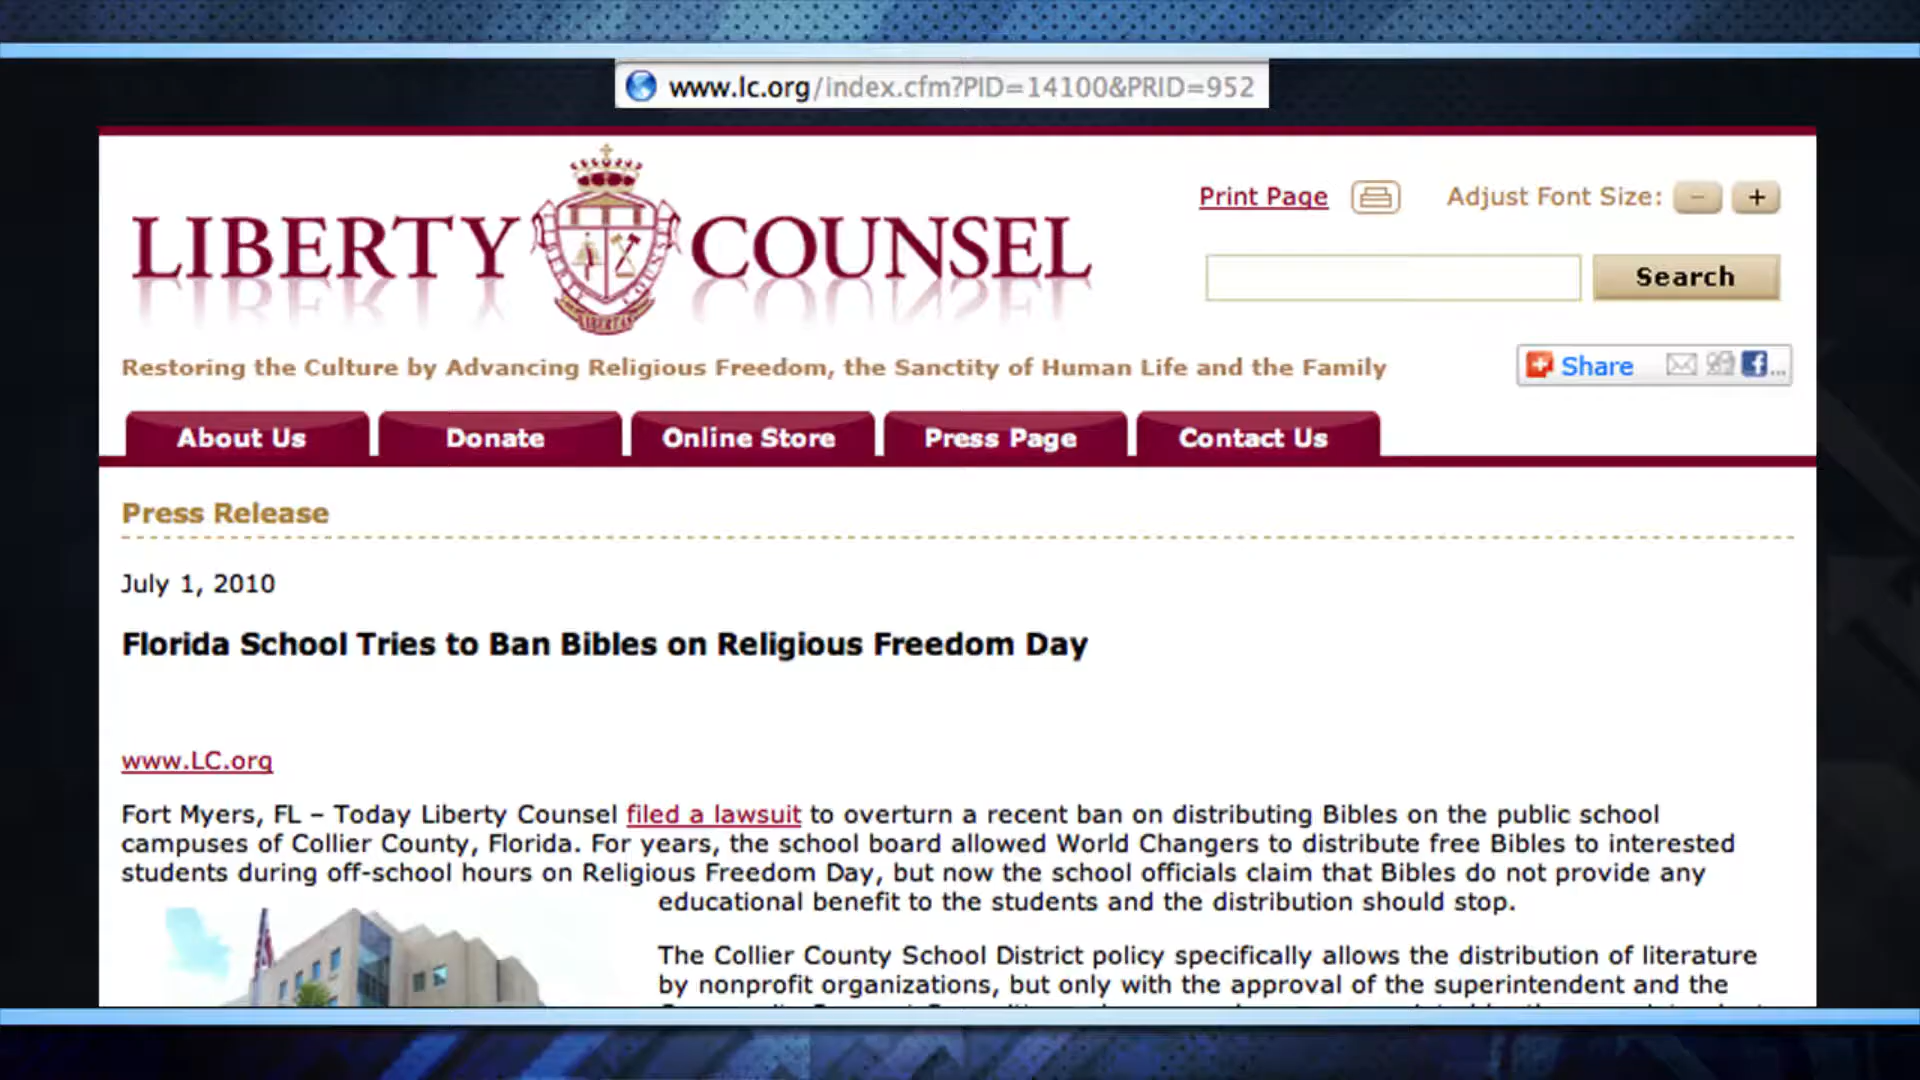 www.lc.org/index.cfm?PID=14100&PRID=952
LIBERTY COUNSEL
Print Page
Adjust Font Size: - +
Search
Restoring the Culture by Advancing Religious Freedom, the Sanctity of Human Life and the Family
Share
About Us
Donate
Online Store
Press Page
Contact Us
Press Release
July 1, 2010
Florida School Tries to Ban Bibles on Religious Freedom Day
www.LC.org
Fort Myers, FL – Today Liberty Counsel filed a lawsuit to overturn a recent ban on distributing Bibles on the public school
campuses of Collier County, Florida. For years, the school board allowed World Changers to distribute free Bibles to interested
students during off-school hours on Religious Freedom Day, but now the school officials claim that Bibles do not provide any
educational benefit to the students and the distribution should stop.
The Collier County School District policy specifically allows the distribution of literature
by nonprofit organizations, but only with the approval of the superintendent and the